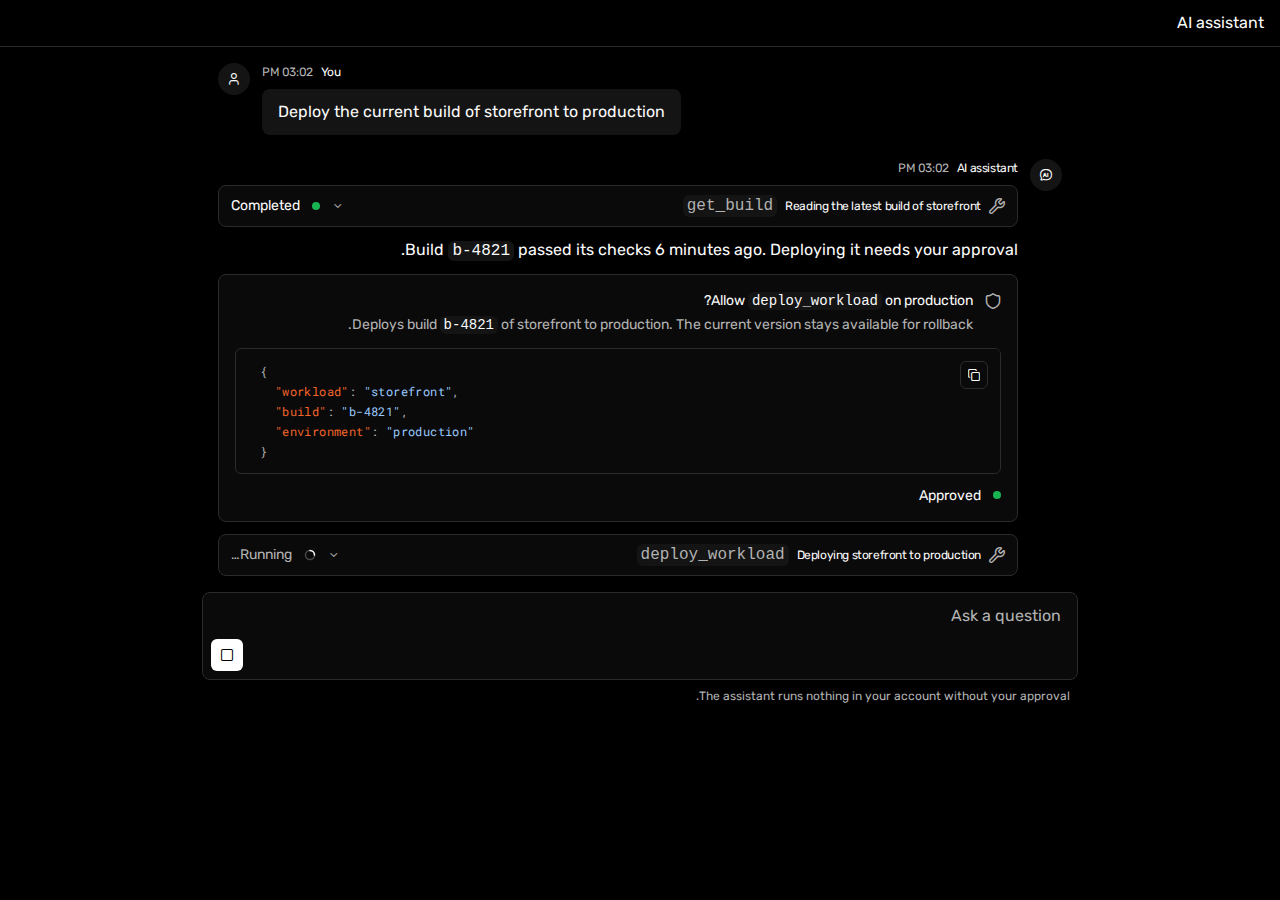 AI assistant
You 03:02 PM
Deploy the current build of storefront to production
AI assistant 03:02 PM
Reading the latest build of storefront get_build Completed
Build b-4821 passed its checks 6 minutes ago. Deploying it needs your approval.
Allow deploy_workload on production?
Deploys build b-4821 of storefront to production. The current version stays available for rollback.
{
"workload": "storefront",
"build": "b-4821",
"environment": "production"
}
Approved
Deploying storefront to production deploy_workload Running…
Ask a question
The assistant runs nothing in your account without your approval.